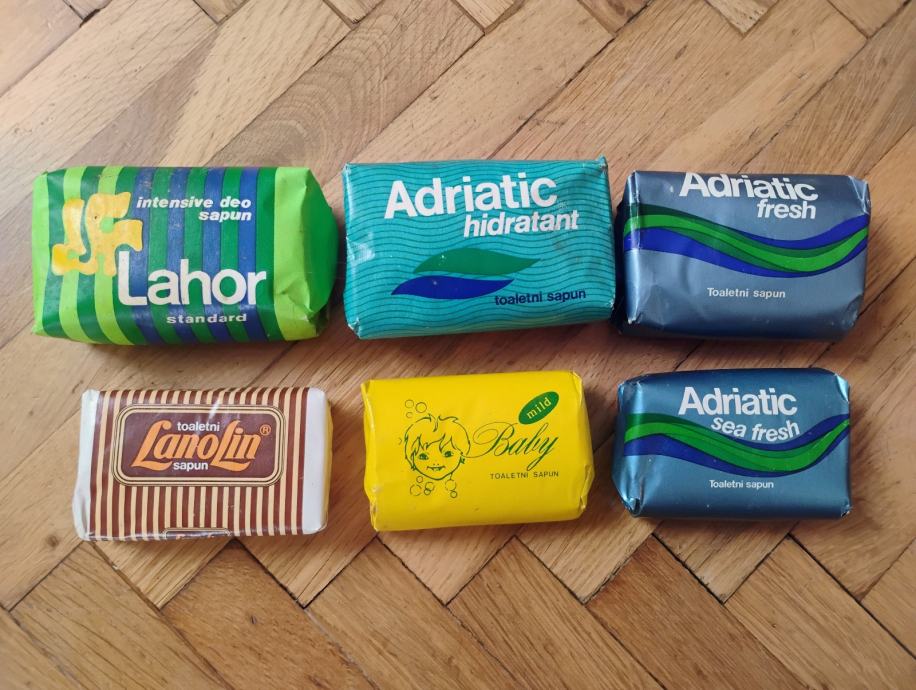 intensive deo
sapun
Lahor
standard
Adriatic
hidratant
toaletni sapun
Adriatic
fresh
Toaletni sapun
toaletni
Lanolin®
sapun
mild
Baby
TOALETNI SAPUN
Adriatic
sea fresh
Toaletni sapun